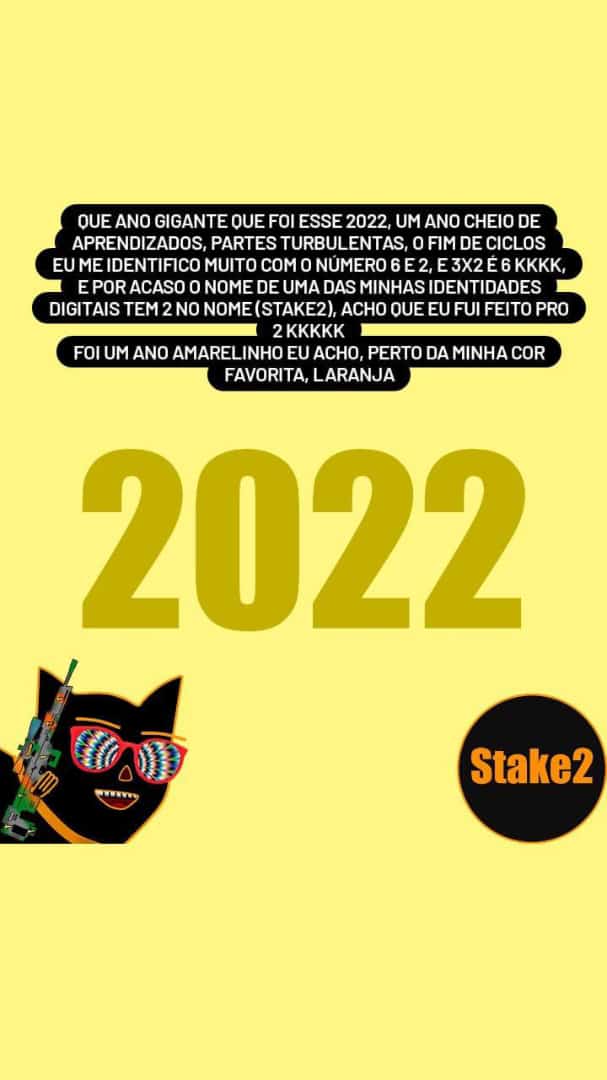 QUE ANO GIGANTE QUE FOI ESSE 2022, UM ANO CHEIO DE
APRENDIZADOS, PARTES TURBULENTAS, O FIM DE CICLOS
EU ME IDENTIFICO MUITO COM O NÚMERO 6 E 2, E 3X2 É 6 KKKK,
E POR ACASO O NOME DE UMA DAS MINHAS IDENTIDADES
DIGITAIS TEM 2 NO NOME (STAKE2), ACHO QUE EU FUI FEITO PRO
2 KKKKK
FOI UM ANO AMARELINHO EU ACHO, PERTO DA MINHA COR
FAVORITA, LARANJA
2022
Stake2